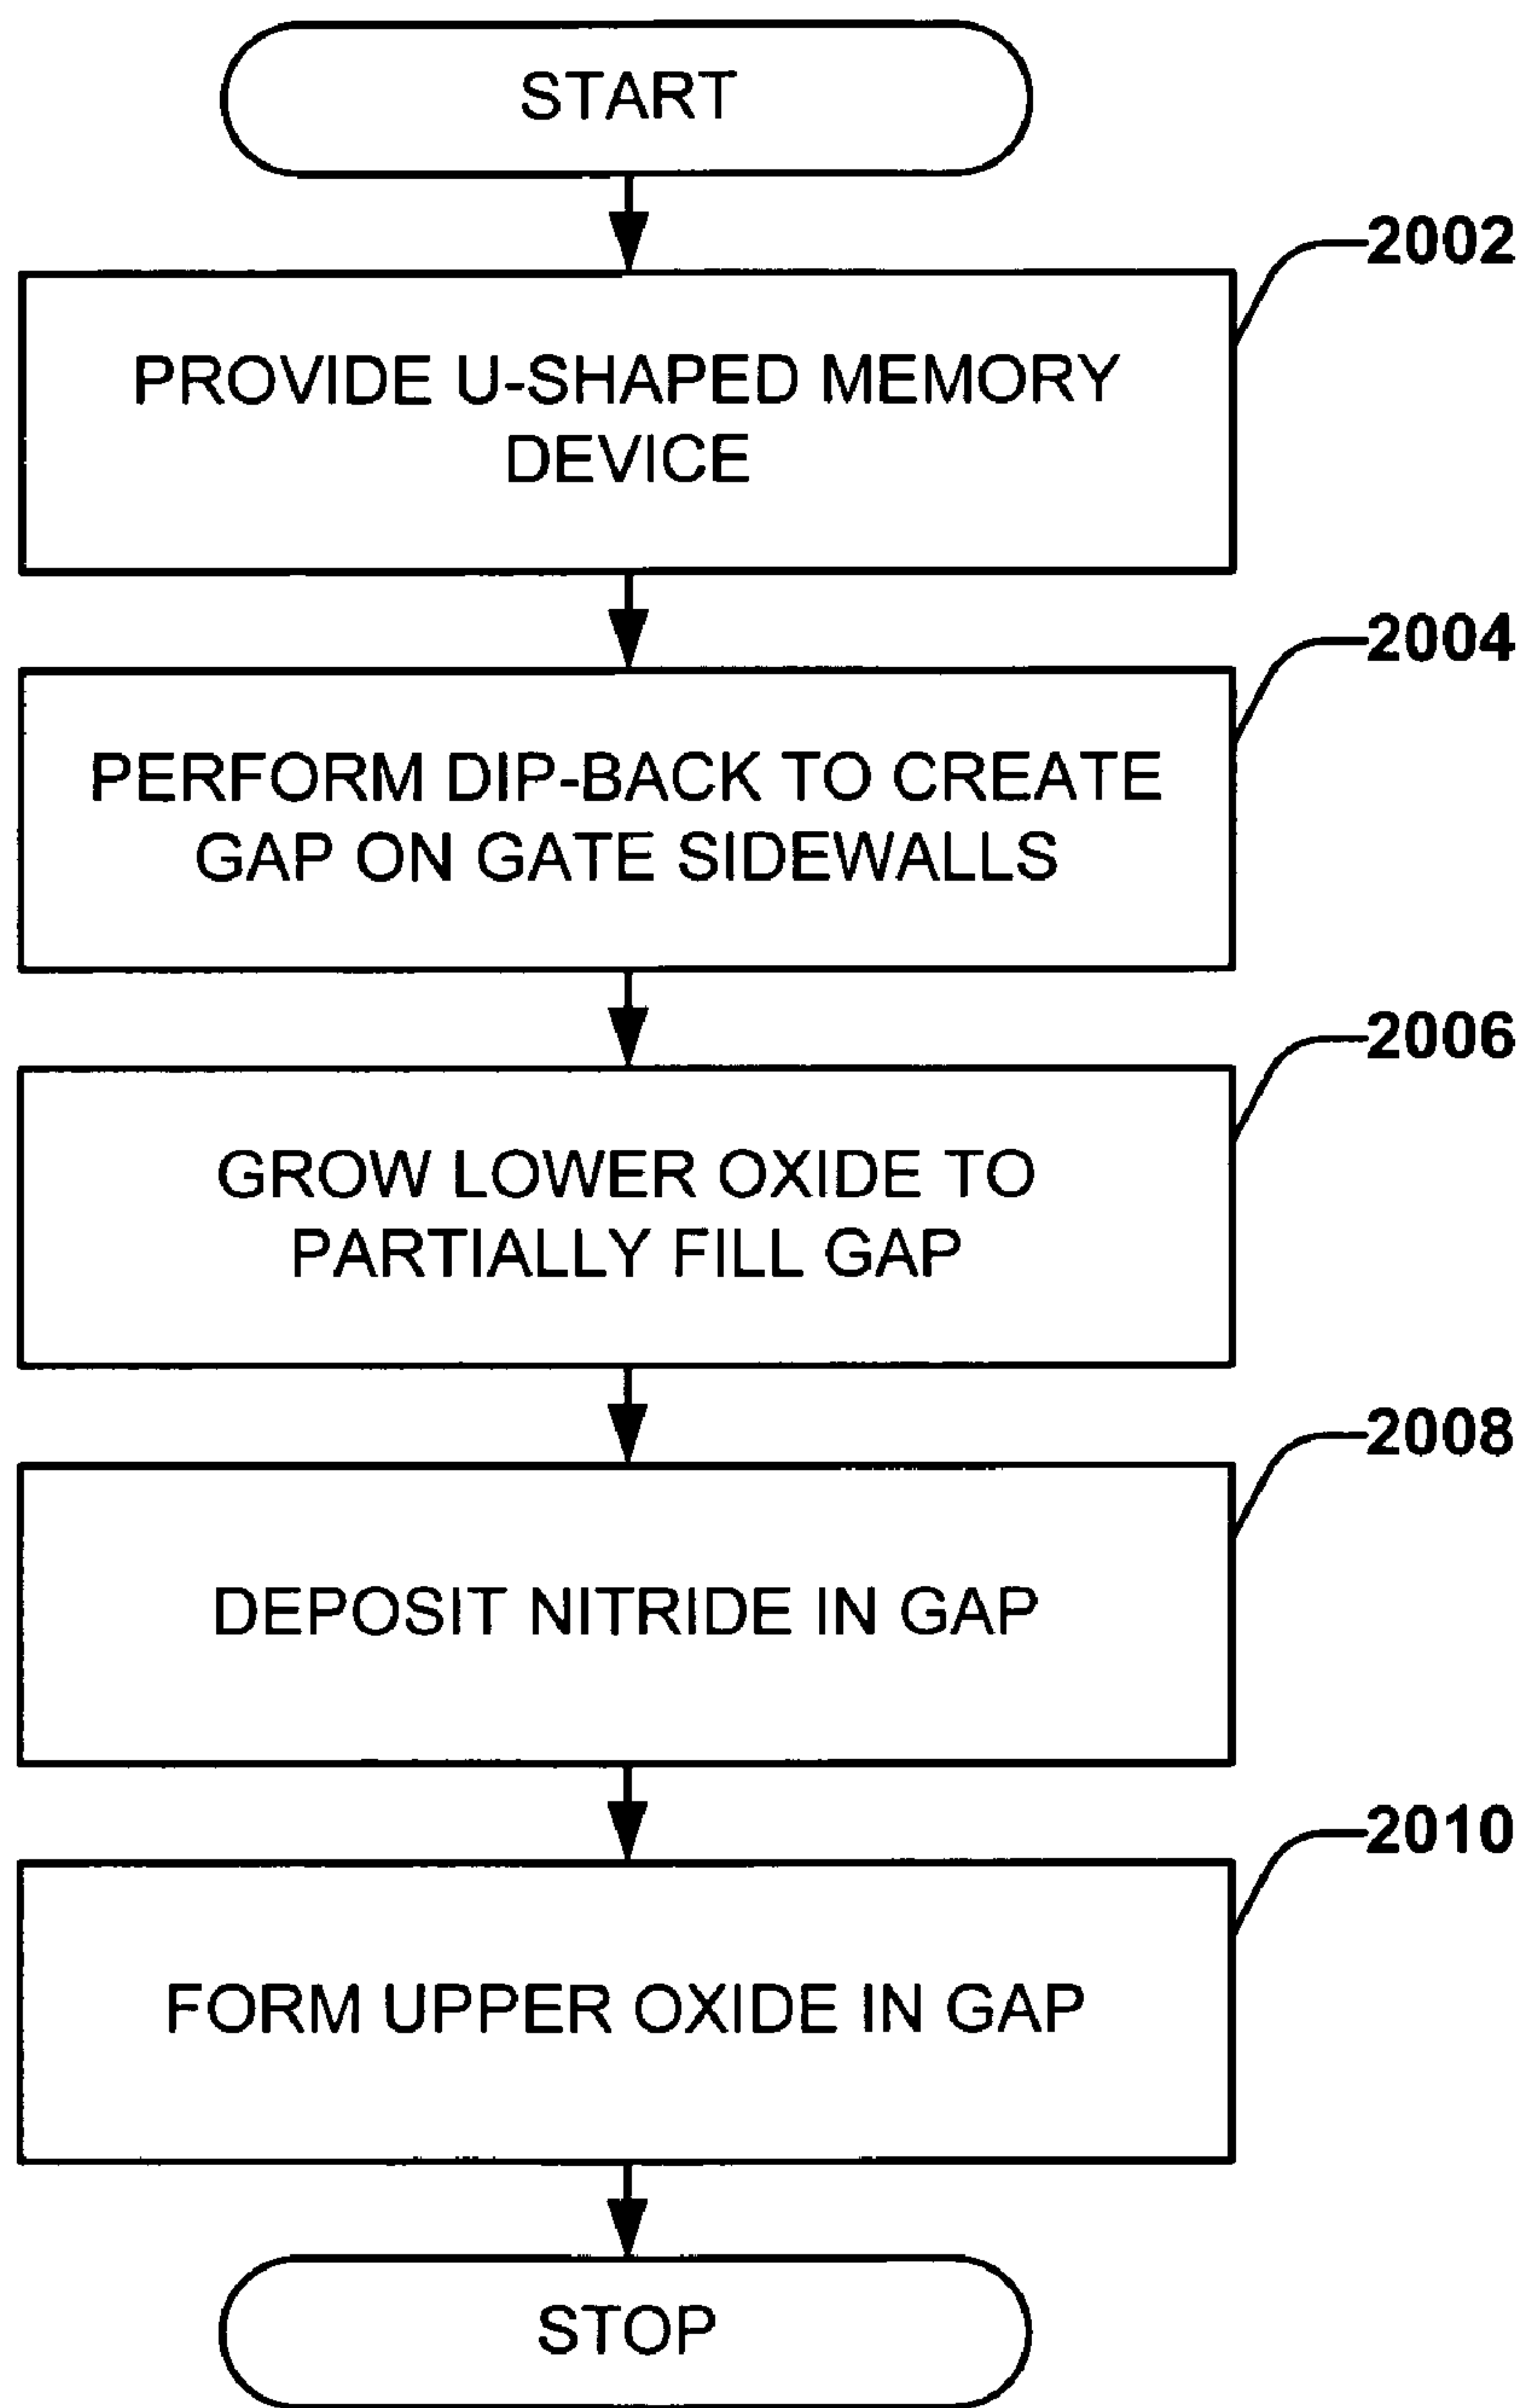 START
2002
PROVIDE U-SHAPED MEMORY
DEVICE
2004
PERFORM DIP-BACK TO CREATE
GAP ON GATE SIDEWALLS
2006
GROW LOWER OXIDE TO
PARTIALLY FILL GAP
2008
DEPOSIT NITRIDE IN GAP
2010
FORM UPPER OXIDE IN GAP
STOP